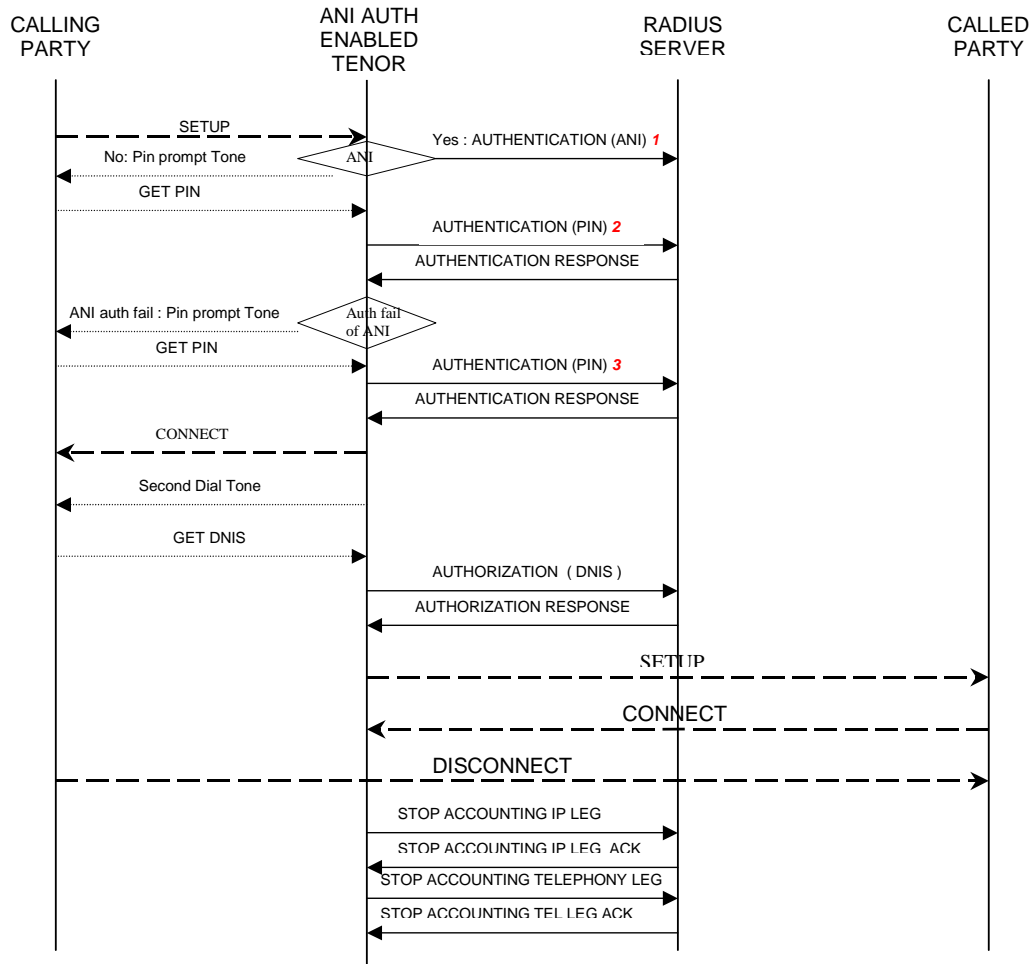 CALLING
PARTY
ANI AUTH
ENABLED
TENOR
RADIUS
SERVER
CALLED
PARTY
SETUP
Yes : AUTHENTICATION (ANI) 1
No: Pin prompt Tone
ANI
GET PIN
AUTHENTICATION (PIN) 2
AUTHENTICATION RESPONSE
ANI auth fail : Pin prompt Tone
Auth fail
of ANI
GET PIN
AUTHENTICATION (PIN) 3
AUTHENTICATION RESPONSE
CONNECT
Second Dial Tone
GET DNIS
AUTHORIZATION ( DNIS )
AUTHORIZATION RESPONSE
SETUP
CONNECT
DISCONNECT
STOP ACCOUNTING IP LEG
STOP ACCOUNTING IP LEG ACK
STOP ACCOUNTING TELEPHONY LEG
STOP ACCOUNTING TEL LEG ACK